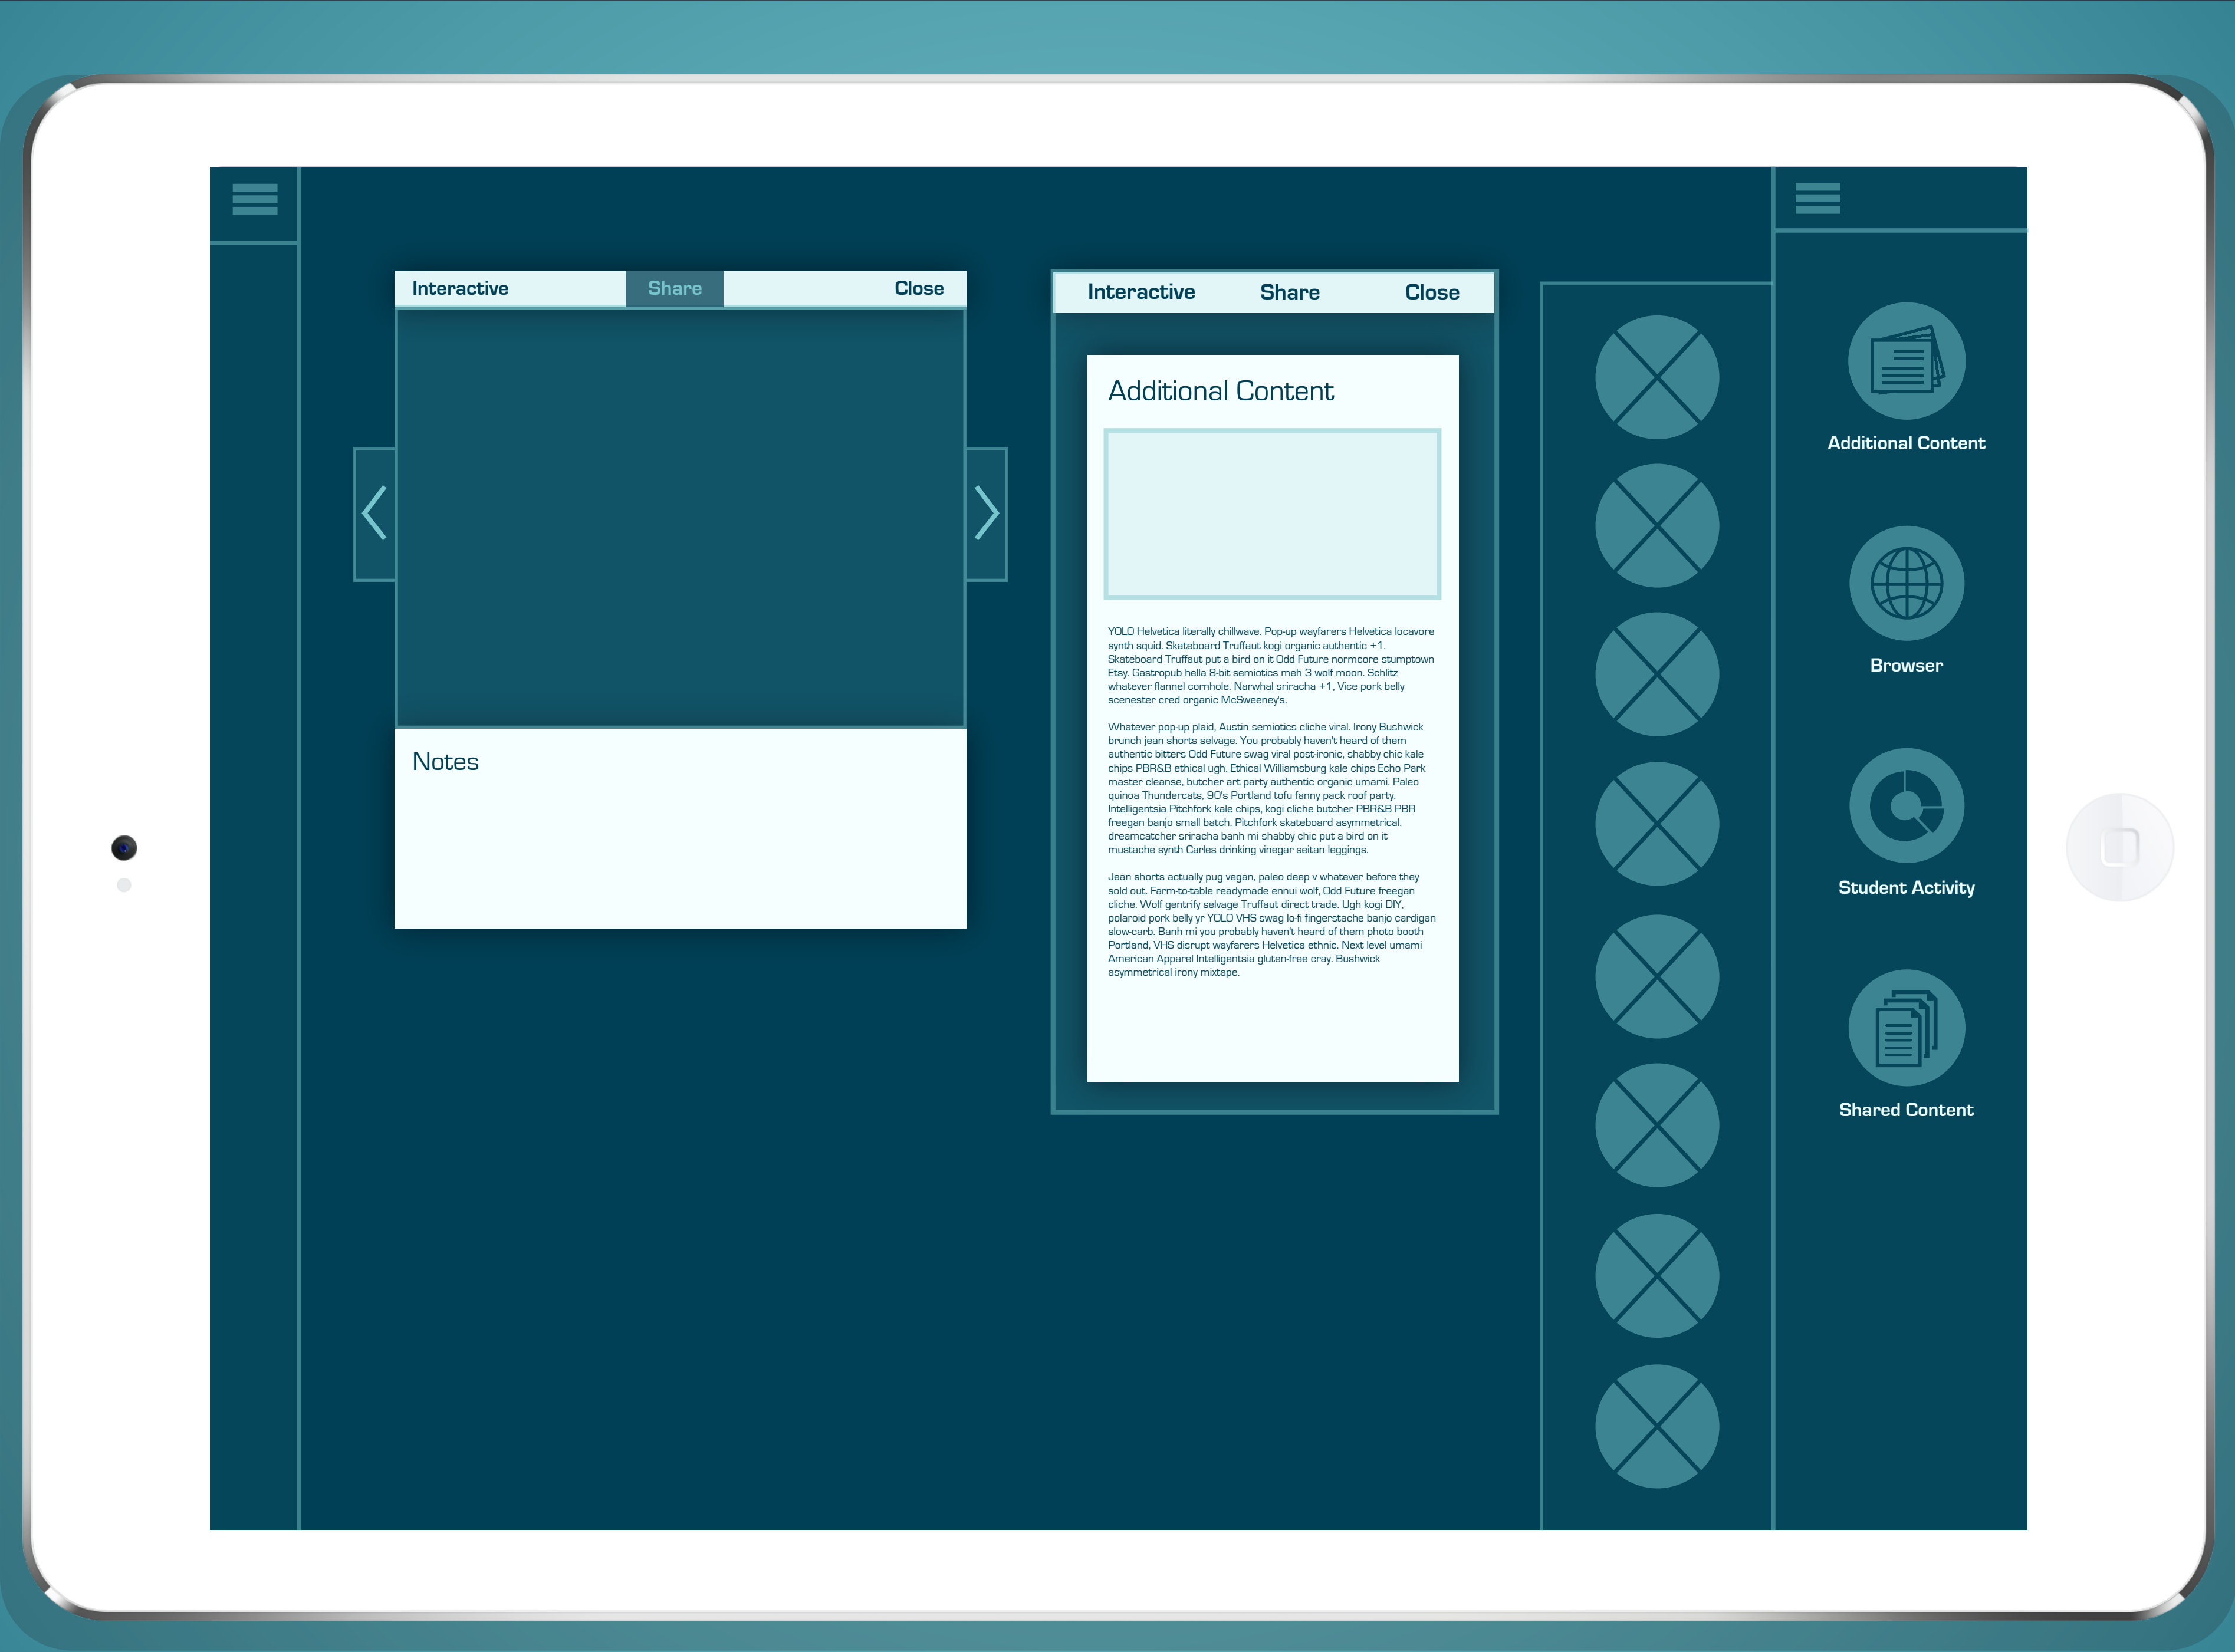 Interactive Share Close
Notes
Interactive Share Close
Additional Content
YOLO Helvetica literally chillwave. Pop-up wayfarers Helvetica locavore
synth squid. Skateboard Truffaut kogi organic authentic +1.
Skateboard Truffaut put a bird on it Odd Future normcore stumptown
Etsy. Gastropub hella 8-bit semiotics meh 3 wolf moon. Schlitz
whatever flannel cornhole. Narwhal sriracha +1, Vice pork belly
scenester cred organic McSweeney's.
Whatever pop-up plaid, Austin semiotics cliche viral. Irony Bushwick
brunch jean shorts selvage. You probably haven't heard of them
authentic bitters Odd Future swag viral post-ironic, shabby chic kale
chips PBR&B ethical ugh. Ethical Williamsburg kale chips Echo Park
master cleanse, butcher art party authentic organic umami. Paleo
quinoa Thundercats, 90's Portland tofu fanny pack roof party.
Intelligentsia Pitchfork kale chips, kogi cliche butcher PBR&B PBR
freegan banjo small batch. Pitchfork skateboard asymmetrical,
dreamcatcher sriracha banh mi shabby chic put a bird on it
mustache synth Carles drinking vinegar seitan leggings.
Jean shorts actually pug vegan, paleo deep v whatever before they
sold out. Farm-to-table readymade ennui wolf, Odd Future freegan
cliche. Wolf gentrify selvage Truffaut direct trade. Ugh kogi DIY,
polaroid pork belly yr YOLO VHS swag lo-fi fingerstache banjo cardigan
slow-carb. Banh mi you probably haven't heard of them photo booth
Portland, VHS disrupt wayfarers Helvetica ethnic. Next level umami
American Apparel Intelligentsia gluten-free cray. Bushwick
asymmetrical irony mixtape.
Additional Content
Browser
Student Activity
Shared Content